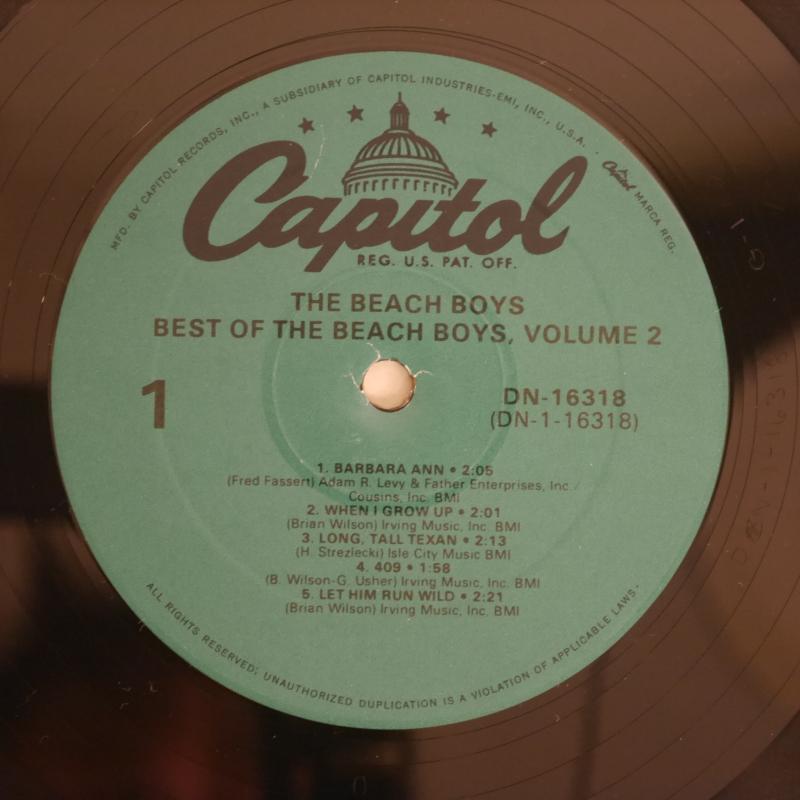 MFD. BY CAPITOL RECORDS, INC., A SUBSIDIARY OF CAPITOL INDUSTRIES-EMI, INC., U.S.A. · Capitol MARCA REG.
Capitol
REG. U.S. PAT. OFF.
THE BEACH BOYS
BEST OF THE BEACH BOYS, VOLUME 2
1
DN-16318
(DN-1-16318)
1. BARBARA ANN • 2:05
(Fred Fassert) Adam R. Levy & Father Enterprises, Inc./
Cousins, Inc. BMI
2. WHEN I GROW UP • 2:01
(Brian Wilson) Irving Music, Inc. BMI
3. LONG, TALL TEXAN • 2:13
(H. Strezlecki) Isle City Music BMI
4. 409 • 1:58
(B. Wilson-G. Usher) Irving Music, Inc. BMI
5. LET HIM RUN WILD • 2:21
(Brian Wilson) Irving Music, Inc. BMI
ALL RIGHTS RESERVED; UNAUTHORIZED DUPLICATION IS A VIOLATION OF APPLICABLE LAWS.